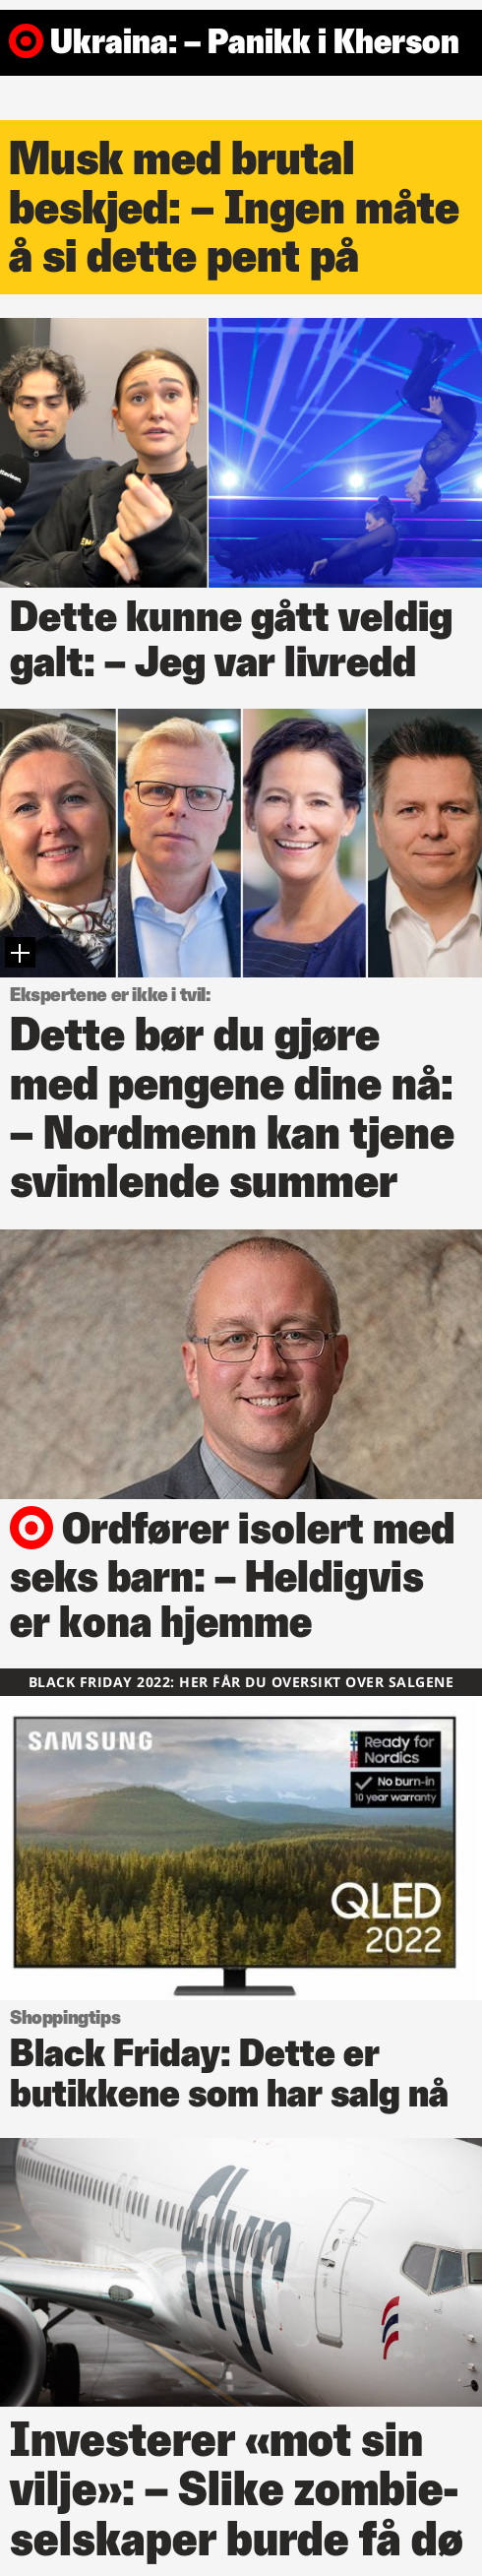 Ukraina: – Panikk i Kherson
Musk med brutal
beskjed: – Ingen måte
å si dette pent på
Dette kunne gått veldig
galt: – Jeg var livredd
Ekspertene er ikke i tvil:
Dette bør du gjøre
med pengene dine nå:
– Nordmenn kan tjene
svimlende summer
Ordfører isolert med
seks barn: – Heldigvis
er kona hjemme
BLACK FRIDAY 2022: HER FÅR DU OVERSIKT OVER SALGENE
SAMSUNG
Ready for
Nordics
No burn-in
10 year warranty
QLED
2022
Shoppingtips
Black Friday: Dette er
butikkene som har salg nå
flyr
Investerer «mot sin
vilje»: – Slike zombie-
selskaper burde få dø